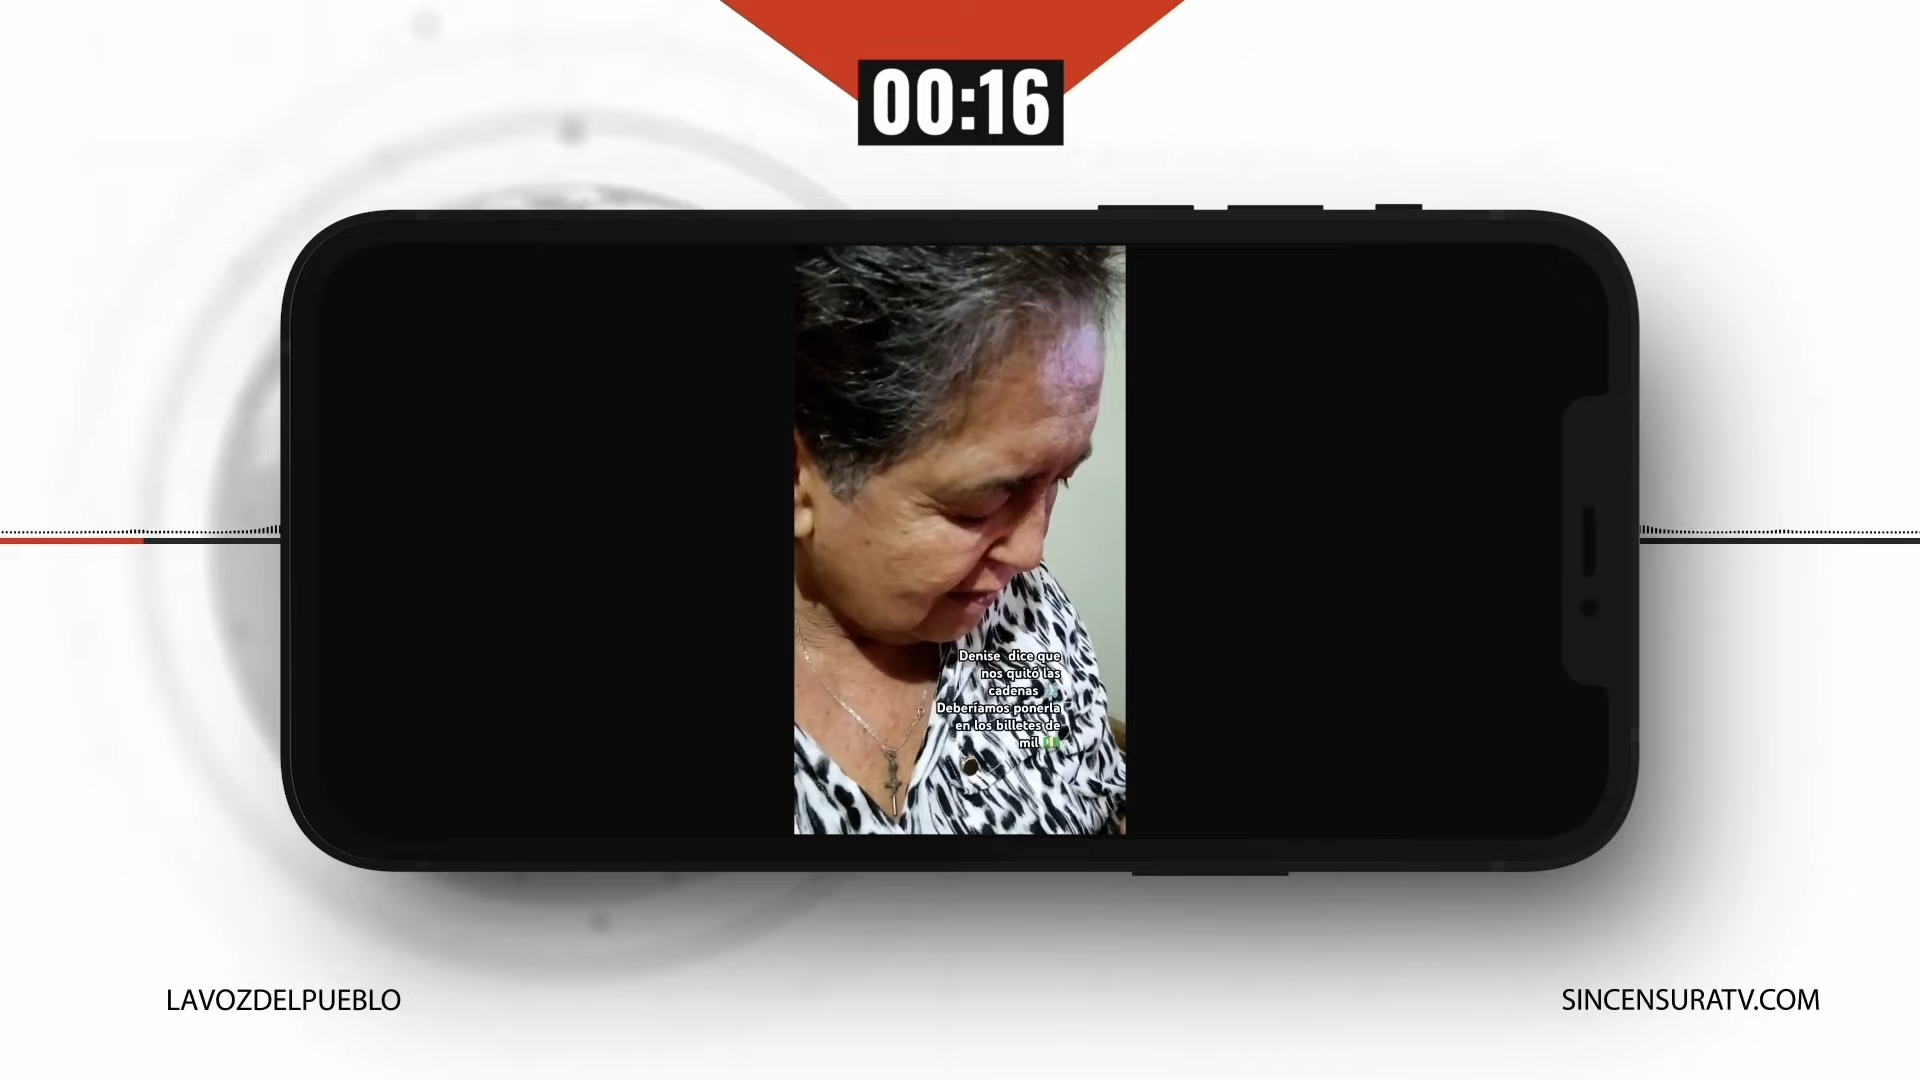 00:16
Denise dice que
nos quitó las
cadenas
Deberíamos ponerla
en los billetes de
mil
LAVOZDELPUEBLO
SINCENSURATV.COM